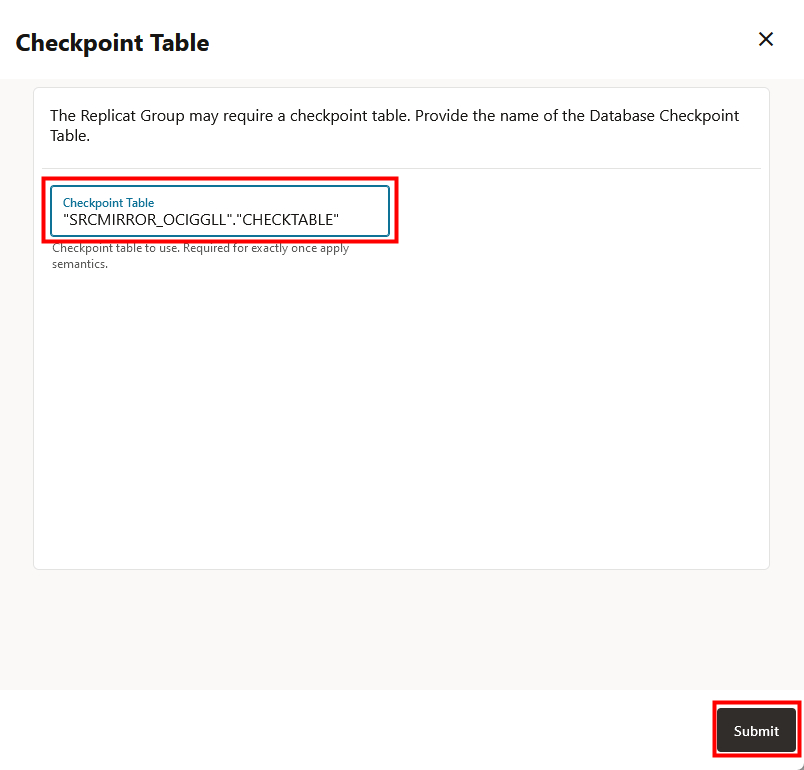 Checkpoint Table
The Replicat Group may require a checkpoint table. Provide the name of the Database Checkpoint
Table.
Checkpoint Table
"SRCMIRROR_OCIGGLL"."CHECKTABLE"
Checkpoint table to use. Required for exactly once apply
semantics.
Submit